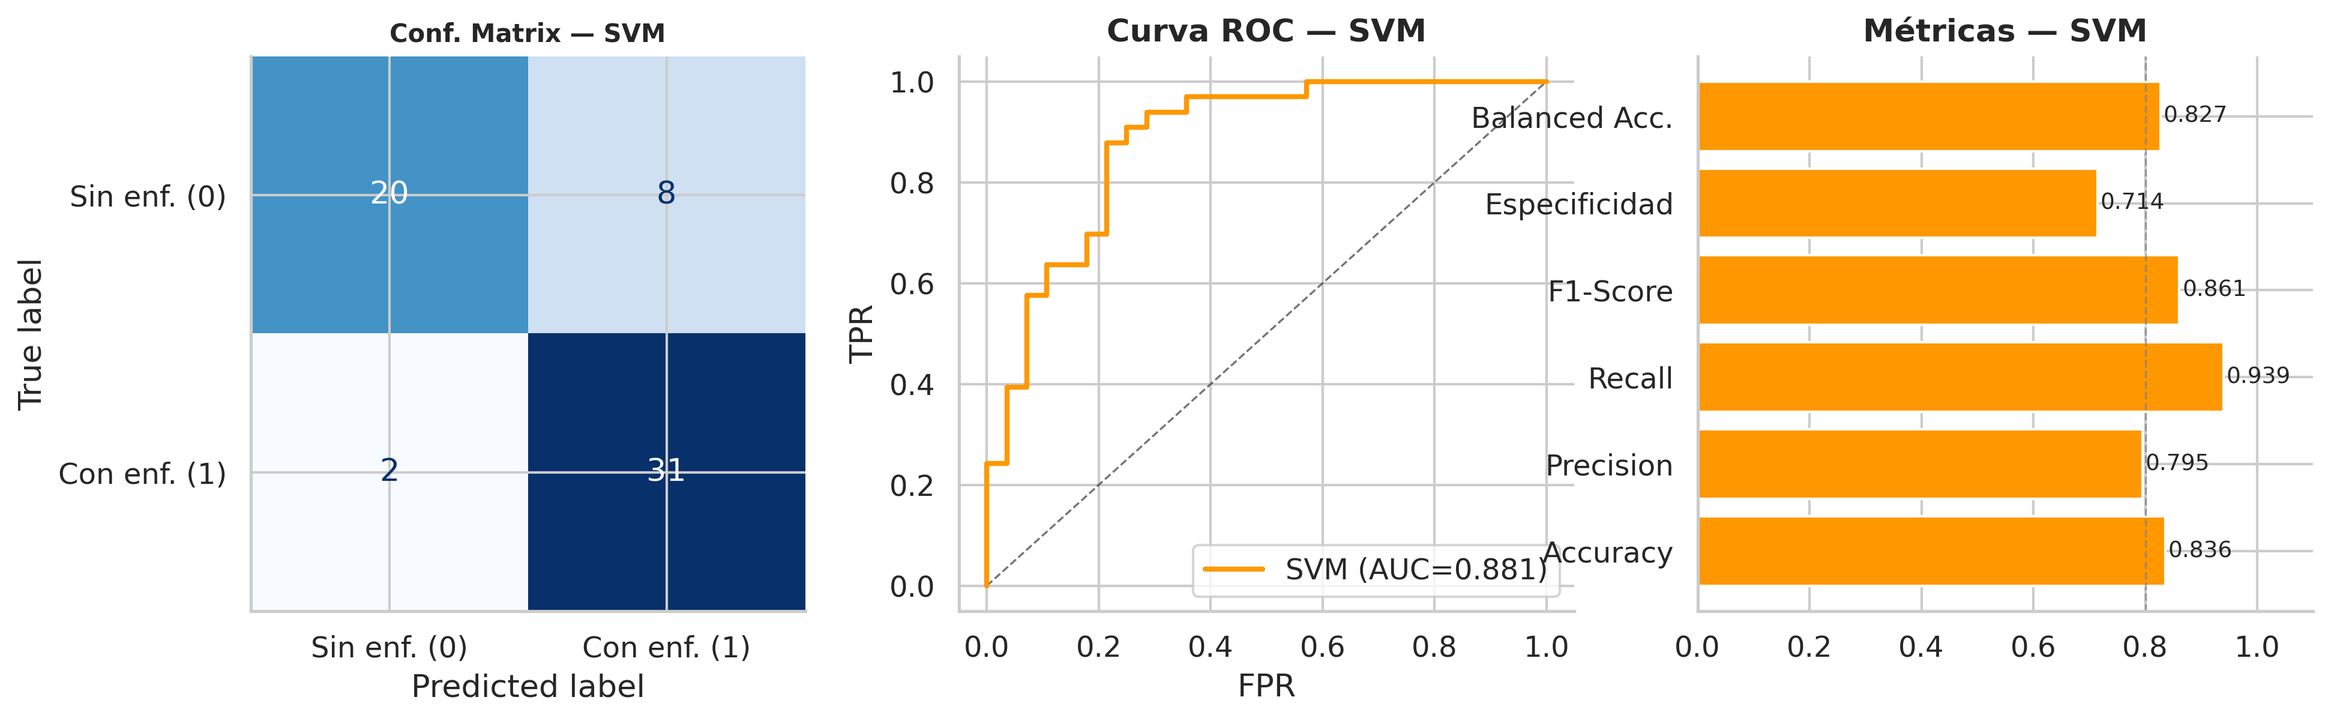 Conf. Matrix — SVM
True label
Sin enf. (0)
Con enf. (1)
20
8
2
31
Sin enf. (0)
Con enf. (1)
Predicted label
Curva ROC — SVM
TPR
1.0
0.8
0.6
0.4
0.2
0.0
SVM (AUC=0.881)
0.0
0.2
0.4
0.6
0.8
1.0
FPR
Métricas — SVM
Balanced Acc.
0.827
Especificidad
0.714
F1-Score
0.861
Recall
0.939
Precision
0.795
Accuracy
0.836
0.0
0.2
0.4
0.6
0.8
1.0